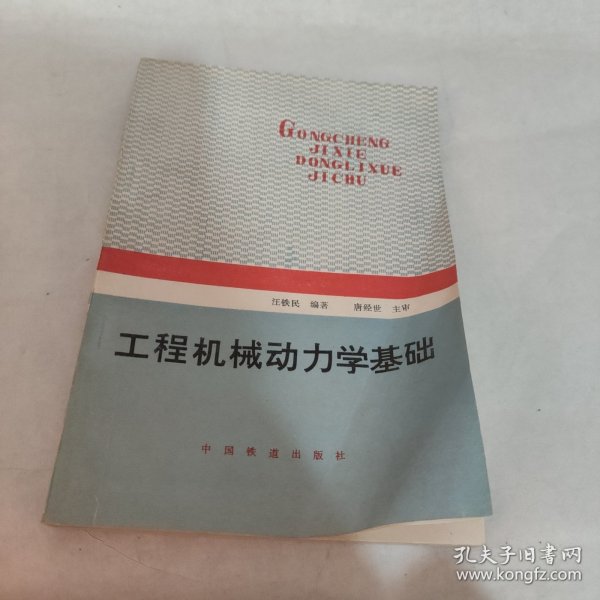 GONGCHENG
JIXIE
DONGLIXUE
JICHU
汪铁民 编著 唐经世 主审
工程机械动力学基础
中国铁道出版社
孔夫子旧书网
www.kongfz.com